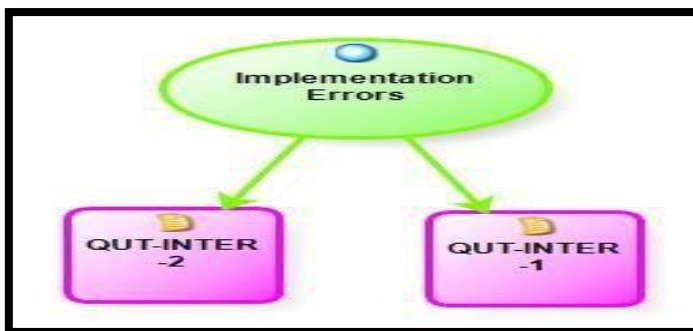 Implementation
Errors
QUT-INTER
-2
QUT-INTER
-1